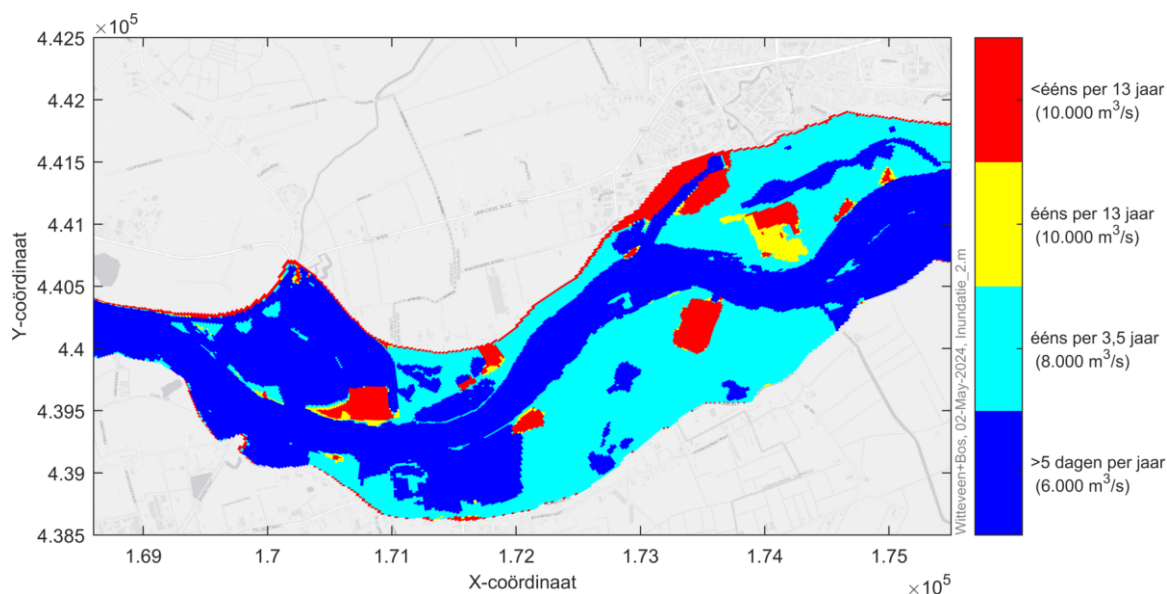 ×10⁵
4.425
4.42
4.415
4.41
4.405
4.4
4.395
4.39
4.385
Y-coördinaat
1.69
1.7
1.71
1.72
1.73
1.74
1.75
X-coördinaat
×10⁵
Witteveen+Bos, 02-May-2024, Inundatie_2.m
<ééns per 13 jaar
(10.000 m³/s)
ééns per 13 jaar
(10.000 m³/s)
ééns per 3,5 jaar
(8.000 m³/s)
>5 dagen per jaar
(6.000 m³/s)